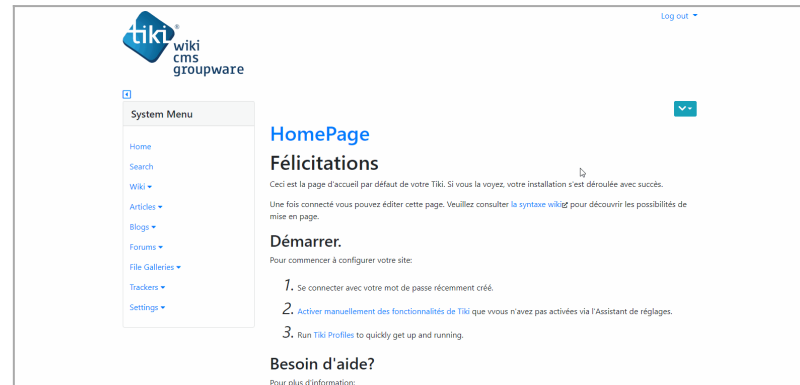 Log out
tiki®
wiki
cms
groupware
System Menu
Home
Search
Wiki
Articles
Blogs
Forums
File Galleries
Trackers
Settings
HomePage
Félicitations
Ceci est la page d'accueil par défaut de votre Tiki. Si vous la voyez, votre installation s'est déroulée avec succès.
Une fois connecté vous pouvez éditer cette page. Veuillez consulter la syntaxe wiki pour découvrir les possibilités de
mise en page.
Démarrer.
Pour commencer à configurer votre site:
1. Se connecter avec votre mot de passe récemment créé.
2. Activer manuellement des fonctionnalités de Tiki que vvous n'avez pas activées via l'Assistant de réglages.
3. Run Tiki Profiles to quickly get up and running.
Besoin d'aide?
Pour plus d'information: